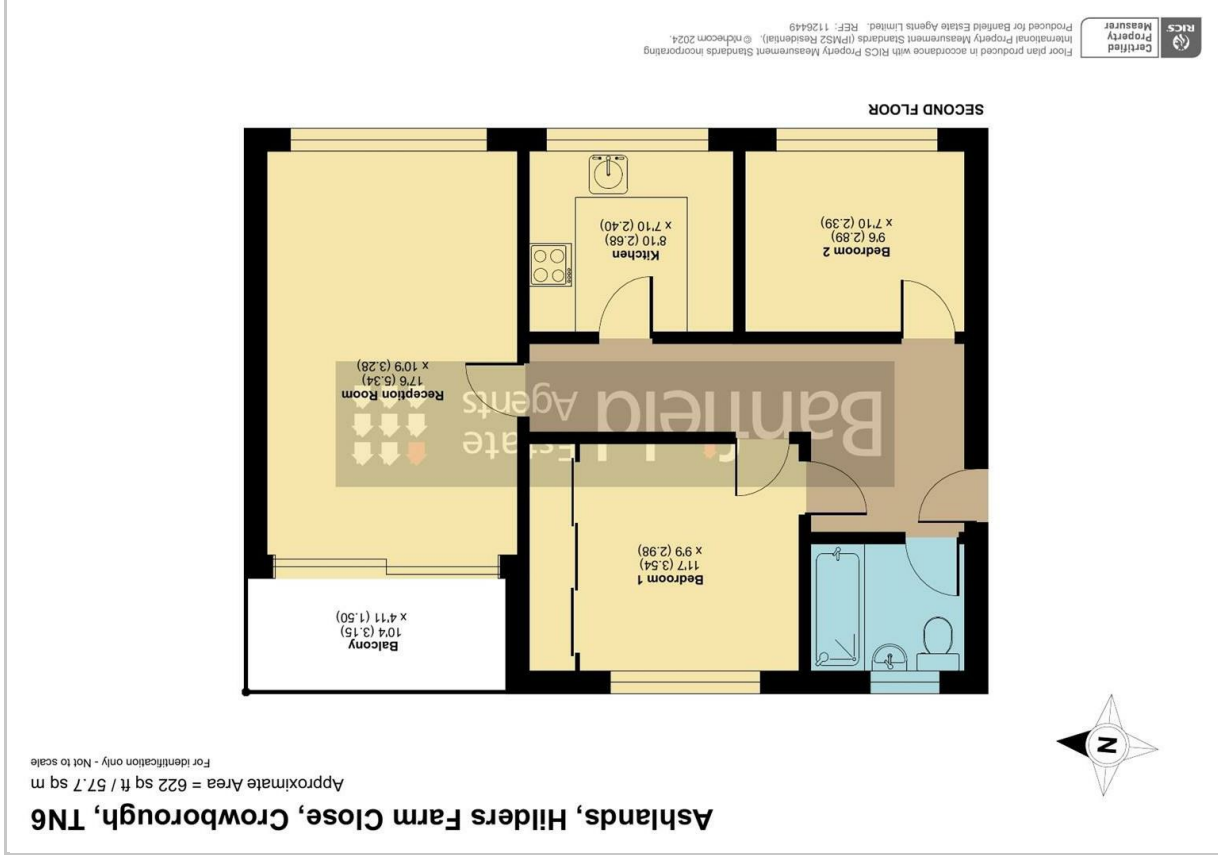 Ashlands, Hilders Farm Close, Crowborough, TN6
Approximate Area = 622 sq ft / 57.7 sq m
For identification only - Not to scale
N
Balcony
10'4 (3.15)
x 4'11 (1.50)
Bedroom 1
11'7 (3.54)
x 9'9 (2.98)
Reception Room
17'6 (5.34)
x 10'9 (3.28)
Banfield Estate
Agents
Kitchen
8'10 (2.68)
x 7'10 (2.40)
Bedroom 2
9'6 (2.89)
x 7'10 (2.39)
SECOND FLOOR
RICS
Certified
Property
Measurer
Floor plan produced in accordance with RICS Property Measurement Standards incorporating
International Property Measurement Standards (IPMS2 Residential). ©nichecom 2024.
Produced for Banfield Estate Agents Limited. REF: 1126449